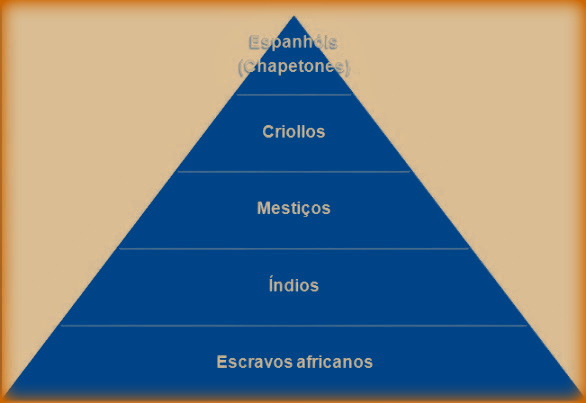 Espanhóis
(Chapetones)
Criollos
Mestiços
Índios
Escravos africanos